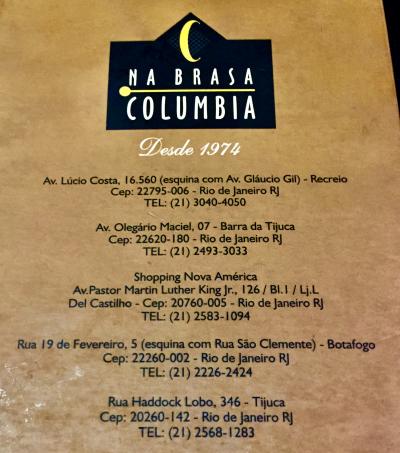 NA BRASA
COLUMBIA
Desde 1974
Av. Lúcio Costa, 16.560 (esquina com Av. Gláucio Gil) - Recreio
Cep: 22795-006 - Rio de Janeiro RJ
TEL: (21) 3040-4050
Av. Olegário Maciel, 07 - Barra da Tijuca
Cep: 22620-180 - Rio de Janeiro RJ
TEL: (21) 2493-3033
Shopping Nova América
Av.Pastor Martin Luther King Jr., 126 / Bl.1 / Lj.L
Del Castilho - Cep: 20760-005 - Rio de Janeiro RJ
TEL: (21) 2583-1094
Rua 19 de Fevereiro, 5 (esquina com Rua São Clemente) - Botafogo
Cep: 22260-002 - Rio de Janeiro RJ
TEL: (21) 2226-2424
Rua Haddock Lobo, 346 - Tijuca
Cep: 20260-142 - Rio de Janeiro RJ
TEL: (21) 2568-1283